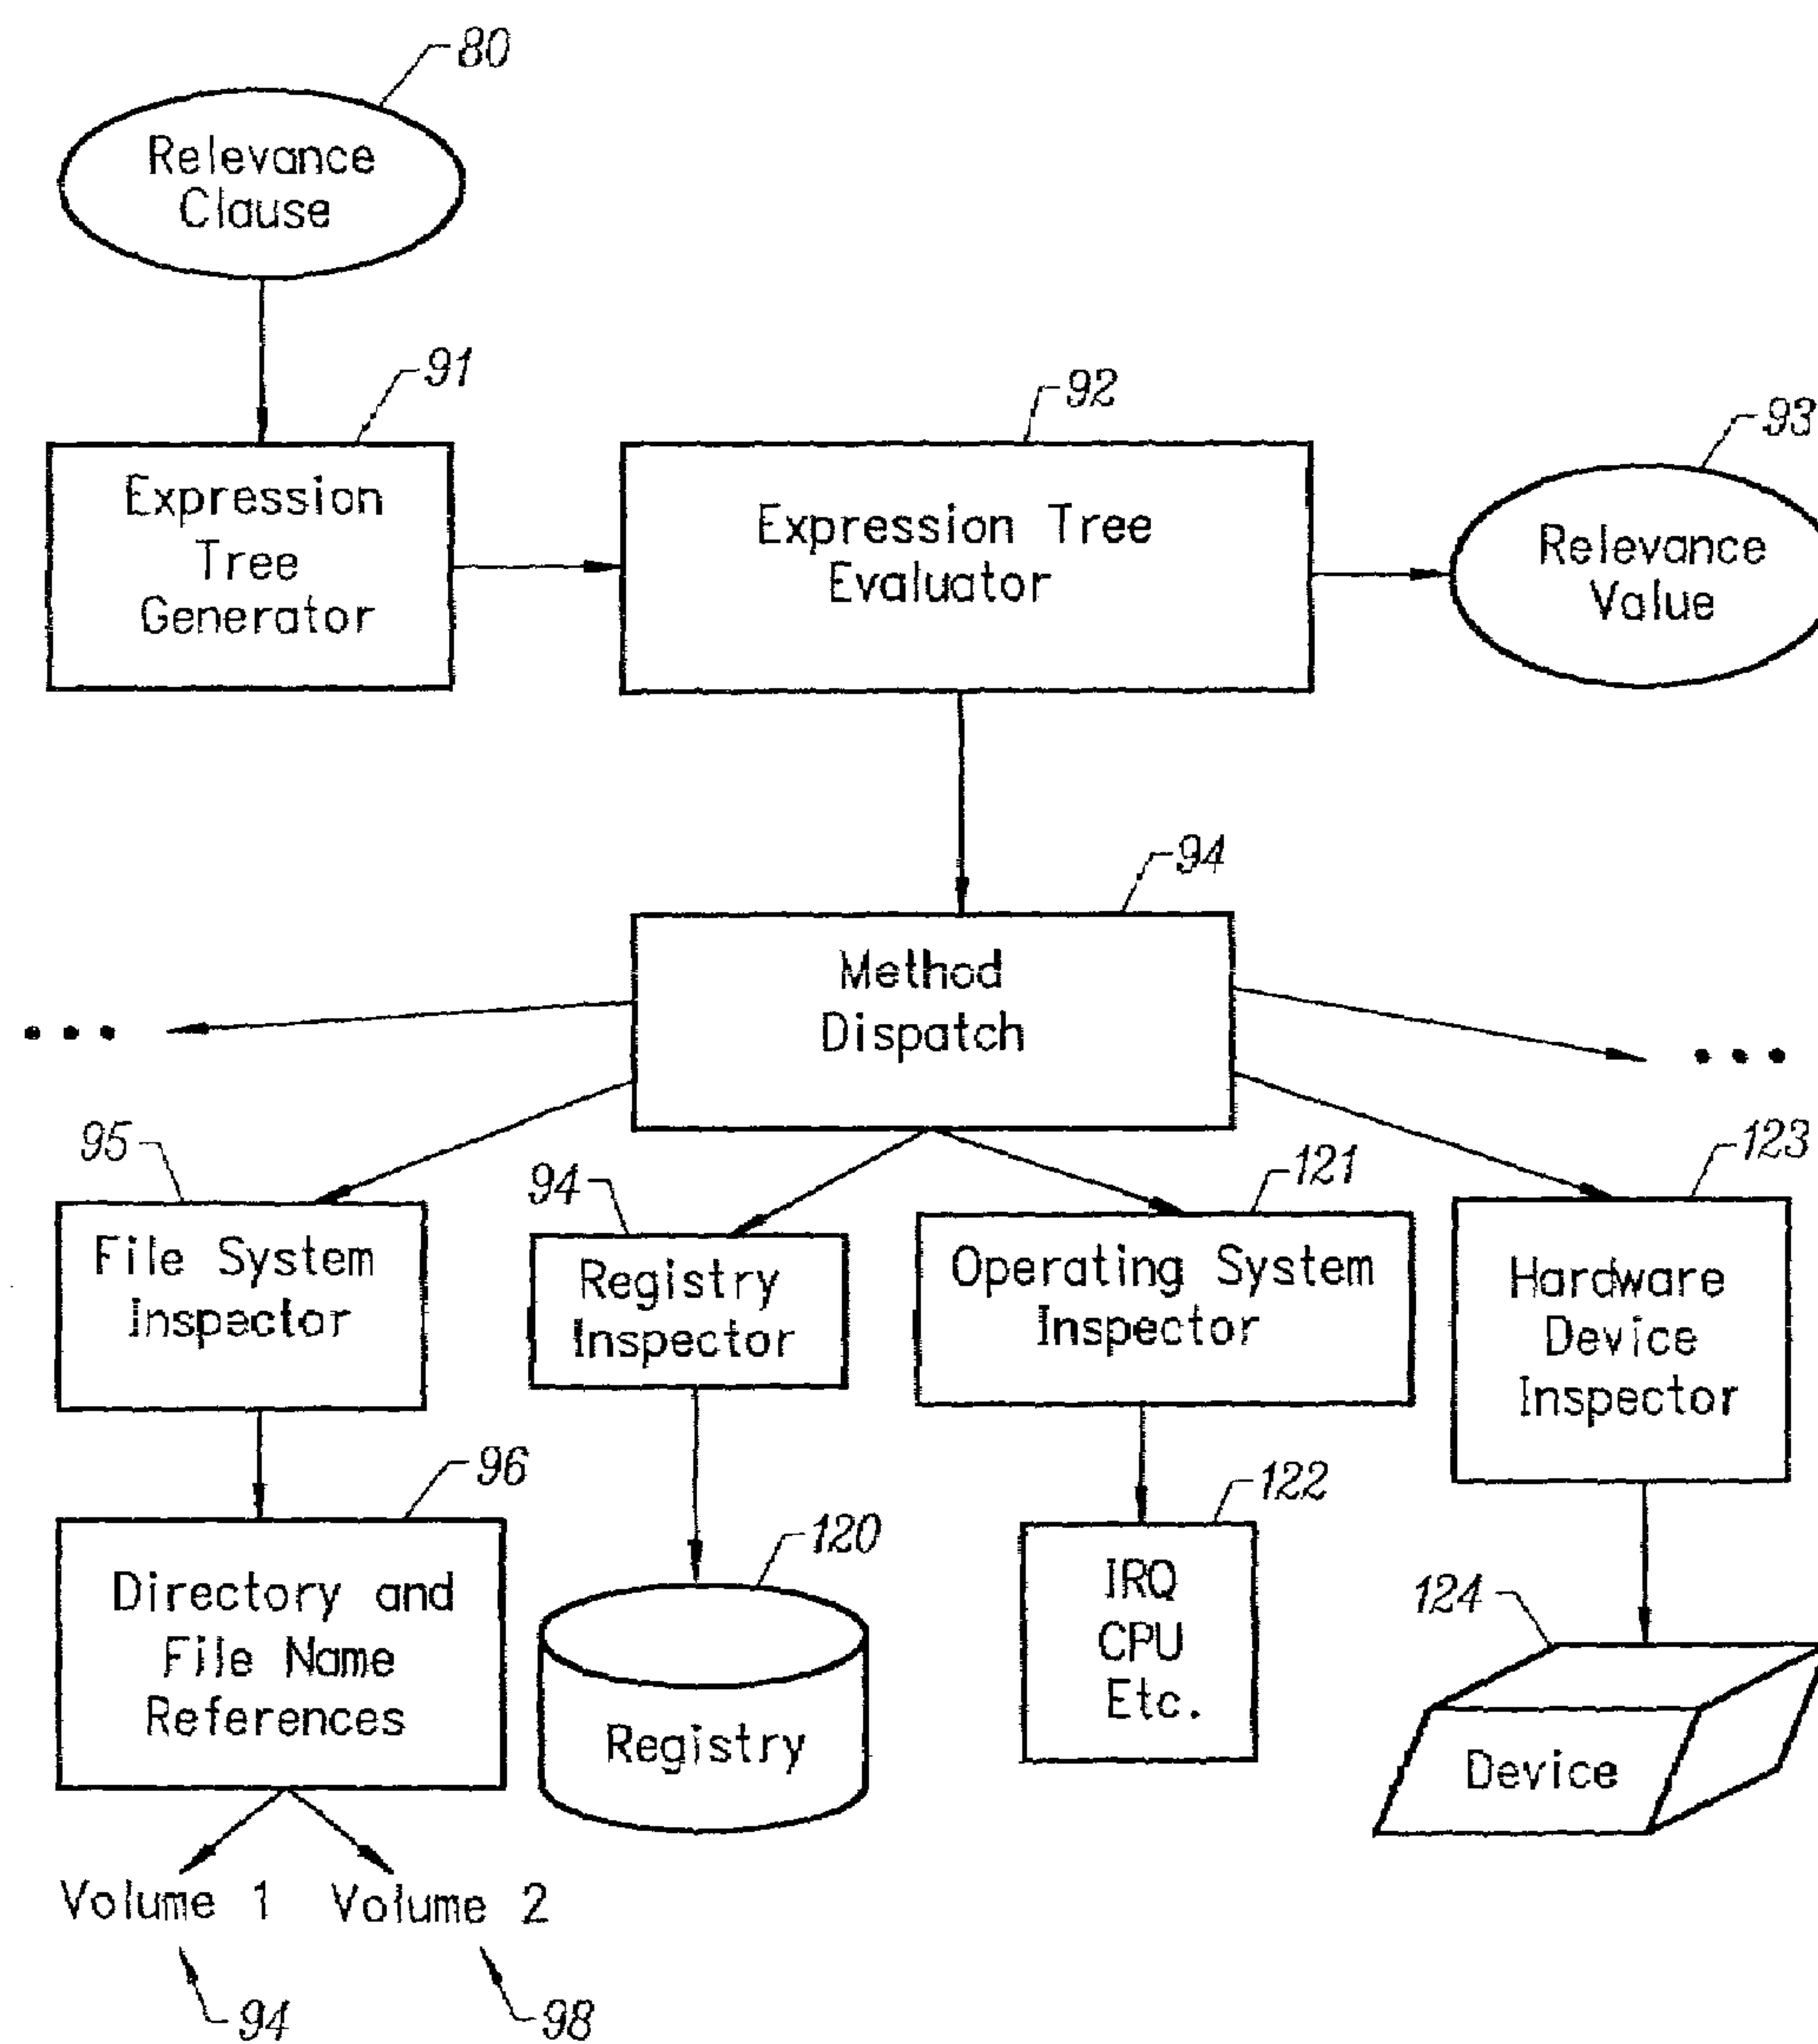 80
Relevance
Clause
91
Expression
Tree
Generator
92
Expression Tree
Evaluator
93
Relevance
Value
94
Method
Dispatch
95
File System
Inspector
94
Registry
Inspector
121
Operating System
Inspector
123
Hardware
Device
Inspector
96
Directory and
File Name
References
120
Registry
122
IRQ
CPU
Etc.
124
Device
Volume 1
Volume 2
94
98